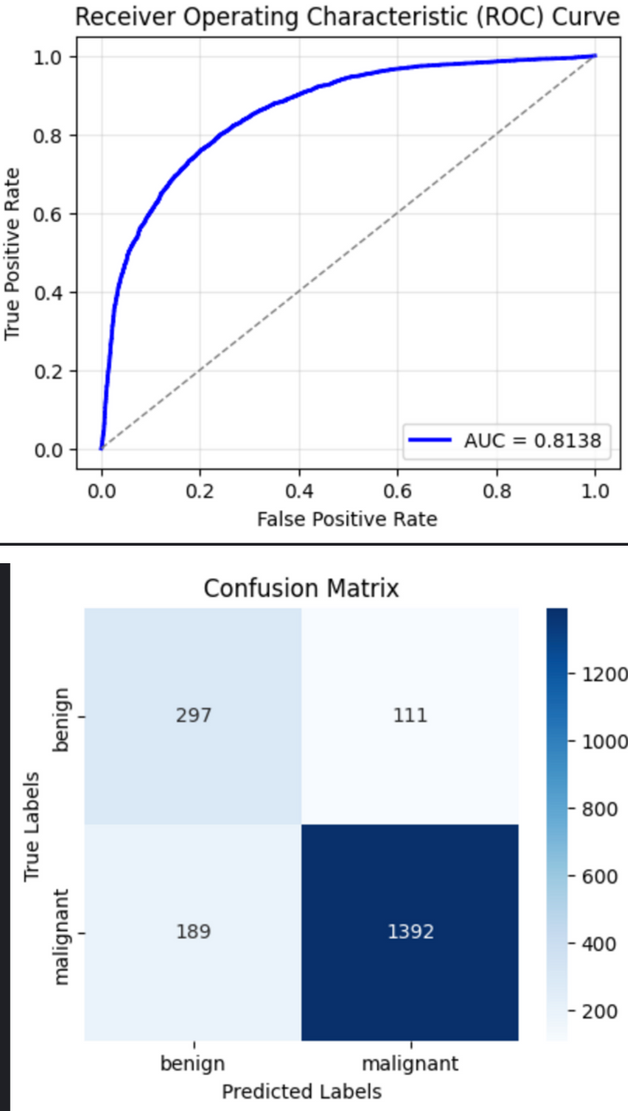 Receiver Operating Characteristic (ROC) Curve
1.0
0.8
0.6
0.4
0.2
0.0
True Positive Rate
AUC = 0.8138
0.0 0.2 0.4 0.6 0.8 1.0
False Positive Rate
Confusion Matrix
True Labels
benign
297 111
malignant
189 1392
benign malignant
Predicted Labels
1200
1000
800
600
400
200